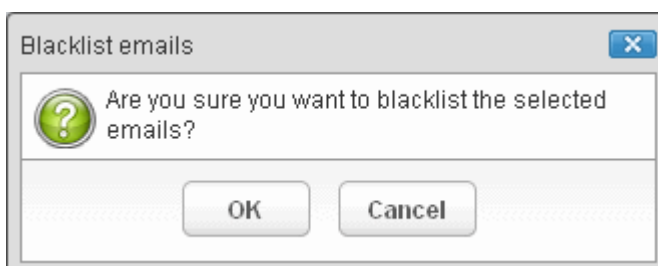 Blacklist emails
Are you sure you want to blacklist the selected
emails?
OK Cancel